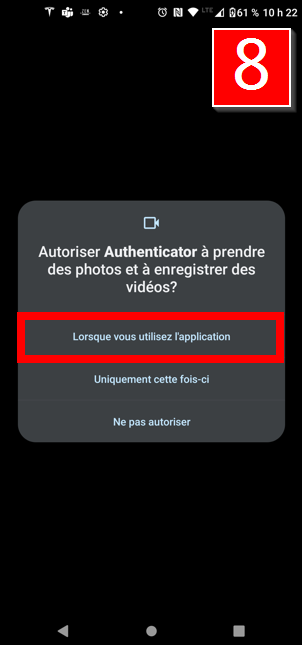 LTE 61 % 10 h 22
8
Autoriser Authenticator à prendre
des photos et à enregistrer des
vidéos?
Lorsque vous utilisez l'application
Uniquement cette fois-ci
Ne pas autoriser